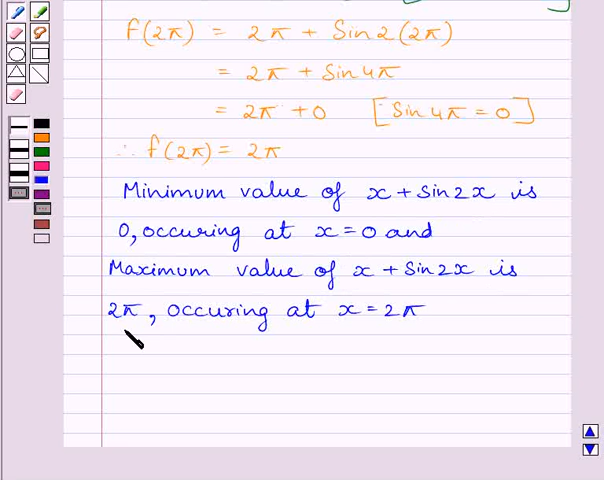 f(2π) = 2π + Sin2(2π)
= 2π + Sin4π
= 2π + 0 [Sin4π = 0]
∴ f(2π) = 2π
Minimum value of x + Sin2x is
0, occuring at x = 0 and
Maximum value of x + Sin2x is
2π, occuring at x = 2π